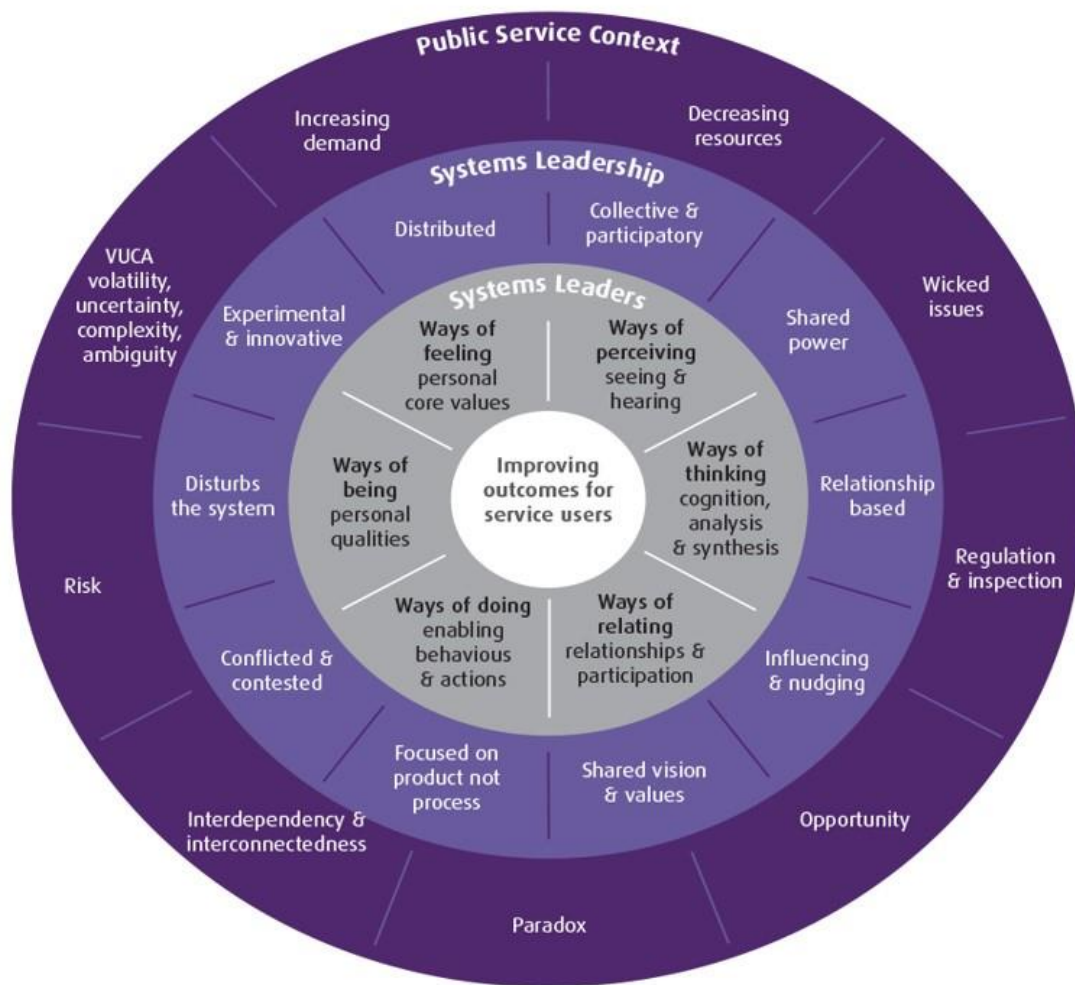 Public Service Context
Increasing
demand
Decreasing
resources
Wicked
issues
Regulation
& inspection
Opportunity
Paradox
Interdependency &
interconnectedness
Risk
VUCA
volatility,
uncertainty,
complexity,
ambiguity
Systems Leadership
Distributed
Collective &
participatory
Shared
power
Relationship
based
Influencing
& nudging
Shared vision
& values
Focused on
product not
process
Conflicted &
contested
Disturbs
the system
Experimental
& innovative
Systems Leaders
Ways of
feeling
personal
core values
Ways of
perceiving
seeing &
hearing
Ways of
thinking
cognition,
analysis
& synthesis
Ways of
relating
relationships &
participation
Ways of doing
enabling
behavious
& actions
Ways of
being
personal
qualities
Improving
outcomes for
service users